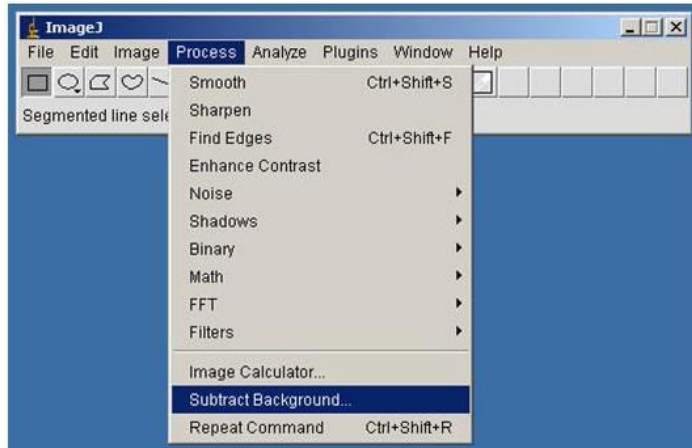 ImageJ
File Edit Image Process Analyze Plugins Window Help
Segmented line sele
Smooth Ctrl+Shift+S
Sharpen
Find Edges Ctrl+Shift+F
Enhance Contrast
Noise
Shadows
Binary
Math
FFT
Filters
Image Calculator...
Subtract Background...
Repeat Command Ctrl+Shift+R